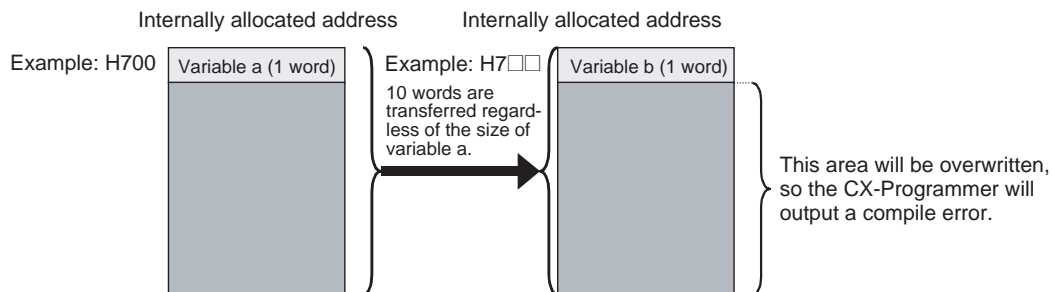 Internally allocated address
Internally allocated address
Example: H700
Variable a (1 word)
Example: H7□□
Variable b (1 word)
10 words are
transferred regard-
less of the size of
variable a.
This area will be overwritten,
so the CX-Programmer will
output a compile error.